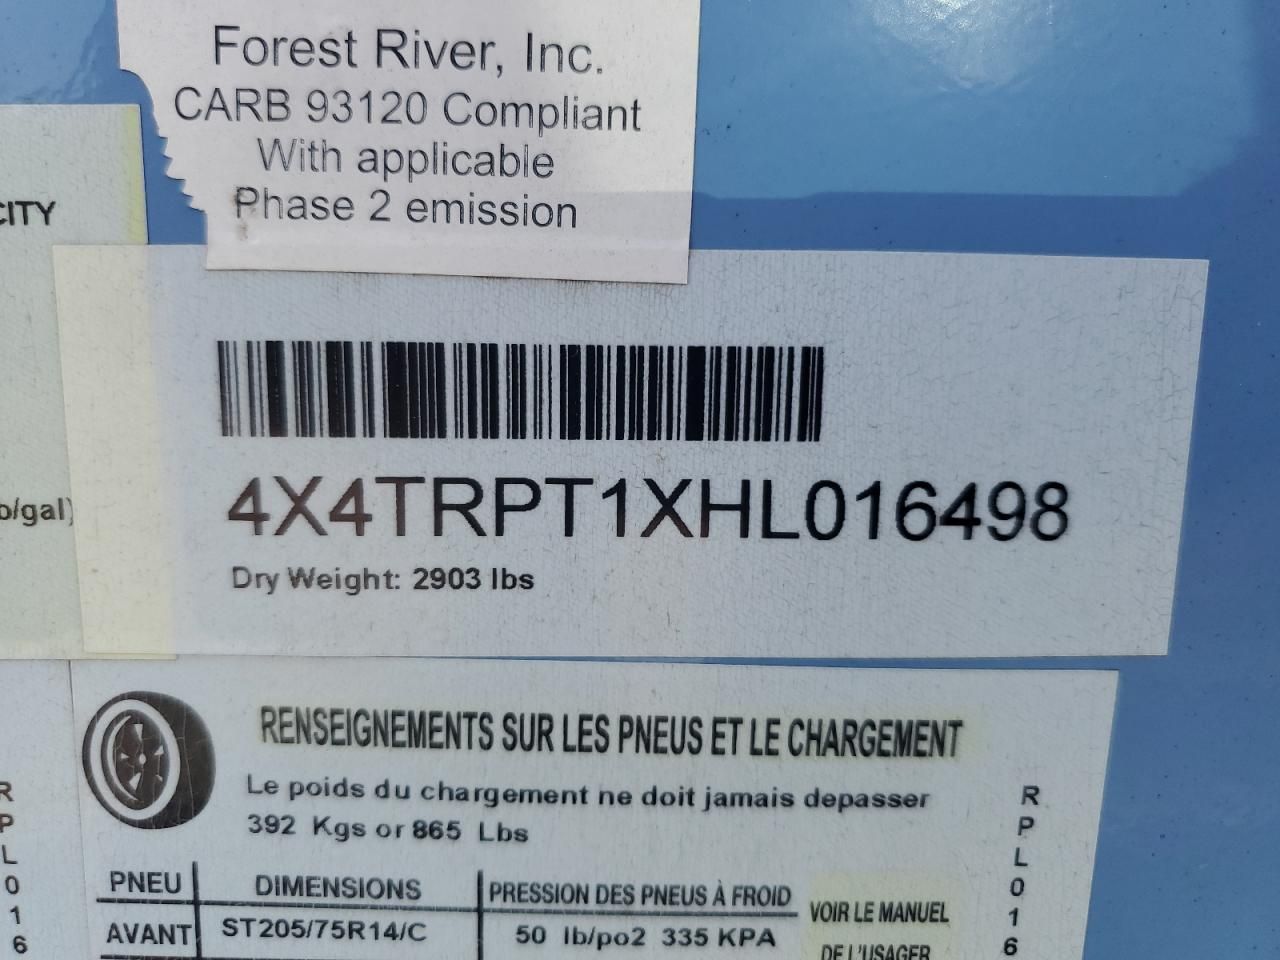 Forest River, Inc.
CARB 93120 Compliant
With applicable
Phase 2 emission
CITY
b/gal)
4X4TRPT1XHL016498
Dry Weight: 2903 lbs
RENSEIGNEMENTS SUR LES PNEUS ET LE CHARGEMENT
Le poids du chargement ne doit jamais depasser
392 Kgs or 865 Lbs
PNEU DIMENSIONS PRESSION DES PNEUS À FROID
AVANT ST205/75R14/C 50 lb/po2 335 KPA
VOIR LE MANUEL
DE L'USAGER
R
P
L
0
1
6
R
P
L
0
1
6